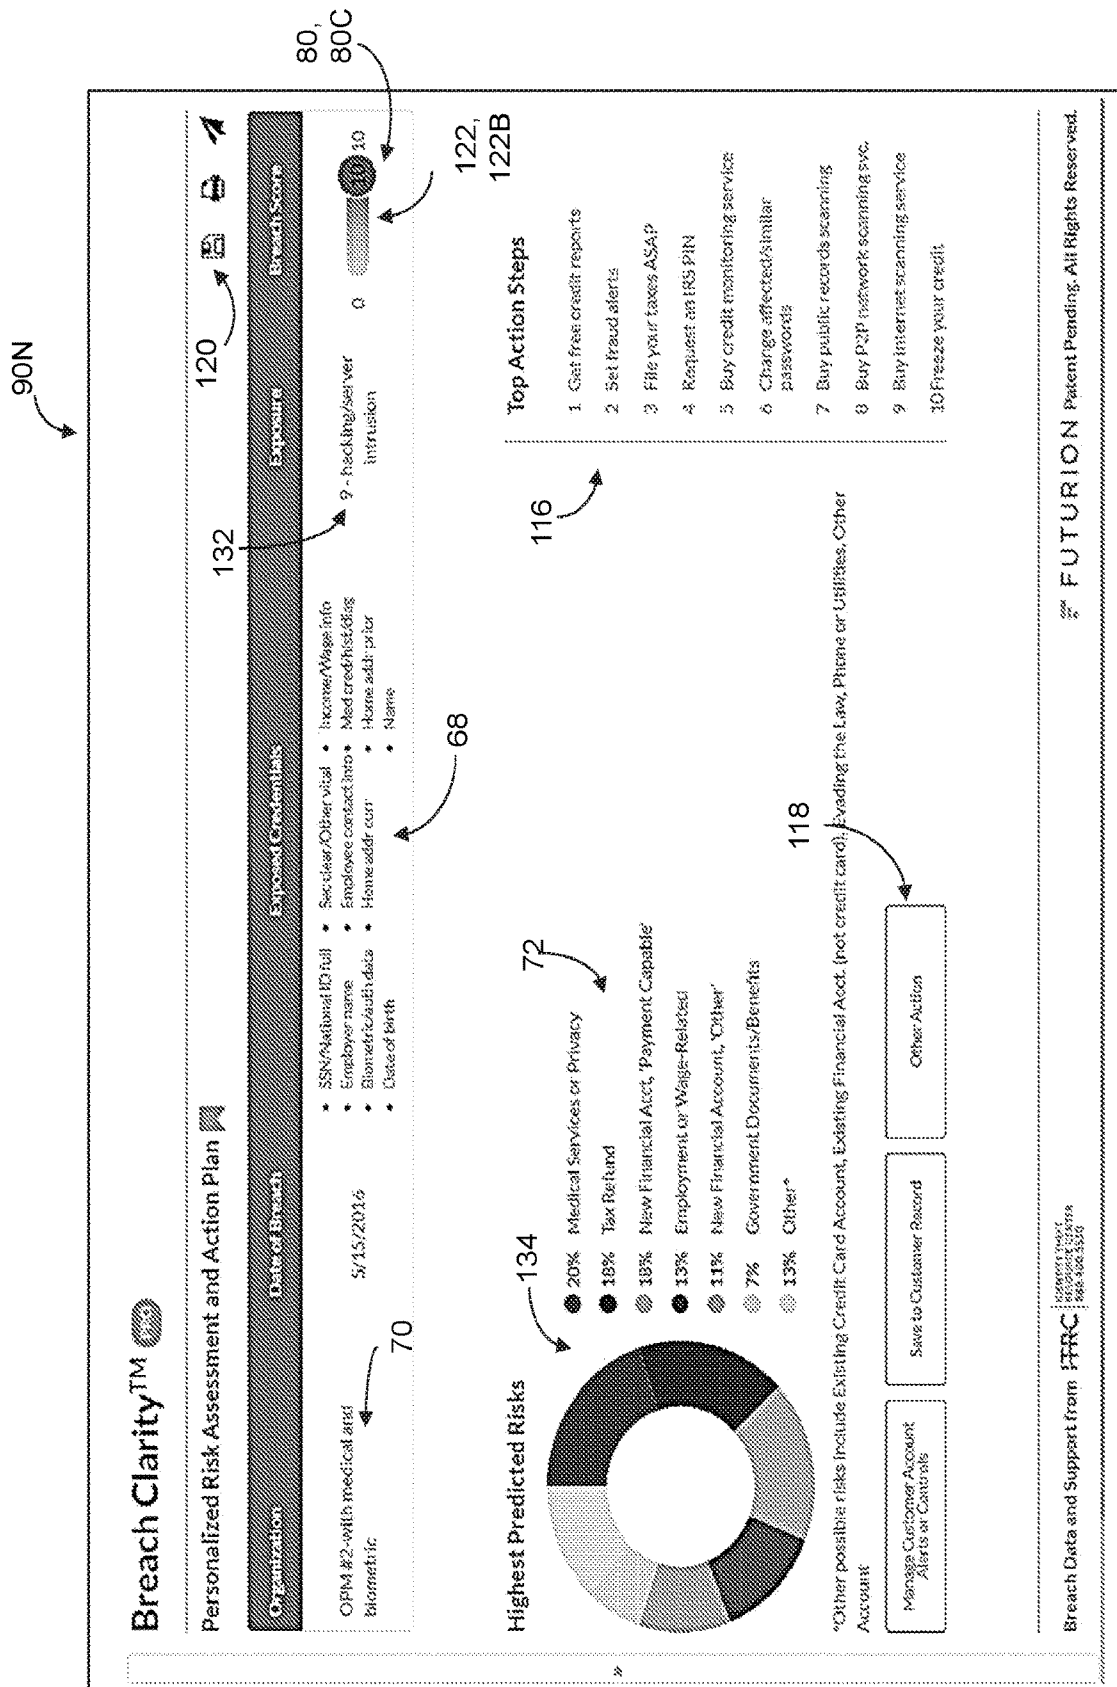 90N
Breach Clarity™ PRO
Personalized Risk Assessment and Action Plan
120
Organization Date of Breach Exposed Credentials Exposure Breach Score
132
80,
80C
OPM #2-with medical and
biometric
70
5/15/2016
• SSN/National ID full
• Employer name
• Biometric/auth data
• Date of birth
• Sec clear/Other vital
• Employee contact info
• Home addr curr
• Income/Wage info
• Med cred/hist/diag
• Home addr prior
• Name
68
9 - hacking/server
intrusion
0 10 10
122,
122B
Highest Predicted Risks
134
20% Medical Services or Privacy
18% Tax Refund
18% New Financial Acct, 'Payment Capable'
13% Employment or Wage-Related
11% New Financial Account, 'Other'
7% Government Documents/Benefits
13% Other*
72
116
Top Action Steps
1 Get free credit reports
2 Set fraud alerts
3 File your taxes ASAP
4 Request an IRS PIN
5 Buy credit monitoring service
6 Change affected/similar
passwords
7 Buy public records scanning
8 Buy P2P network scanning svc.
9 Buy internet scanning service
10 Freeze your credit
*Other possible risks include Existing Credit Card Account, Existing Financial Acct. (not credit card), Evading the Law, Phone or Utilities, Other
Account
118
Manage Customer Account
Alerts or Controls
Save to Customer Record
Other Action
»
Breach Data and Support from ITRC
IDENTITY THEFT
RESOURCE CENTER
FUTURION Patent Pending. All Rights Reserved.